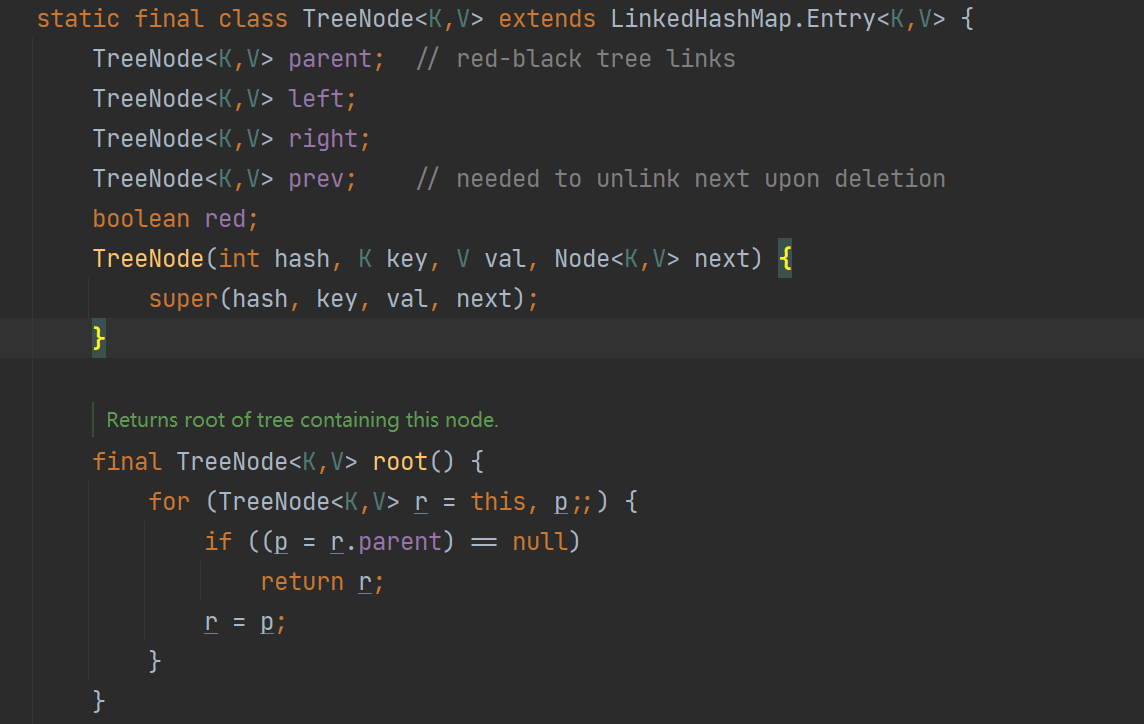 static final class TreeNode<K,V> extends LinkedHashMap.Entry<K,V> {
    TreeNode<K,V> parent;  // red-black tree links
    TreeNode<K,V> left;
    TreeNode<K,V> right;
    TreeNode<K,V> prev;    // needed to unlink next upon deletion
    boolean red;
    TreeNode(int hash, K key, V val, Node<K,V> next) {
        super(hash, key, val, next);
    }
    Returns root of tree containing this node.
    final TreeNode<K,V> root() {
        for (TreeNode<K,V> r = this, p;;) {
            if ((p = r.parent) == null)
                return r;
            r = p;
        }
    }